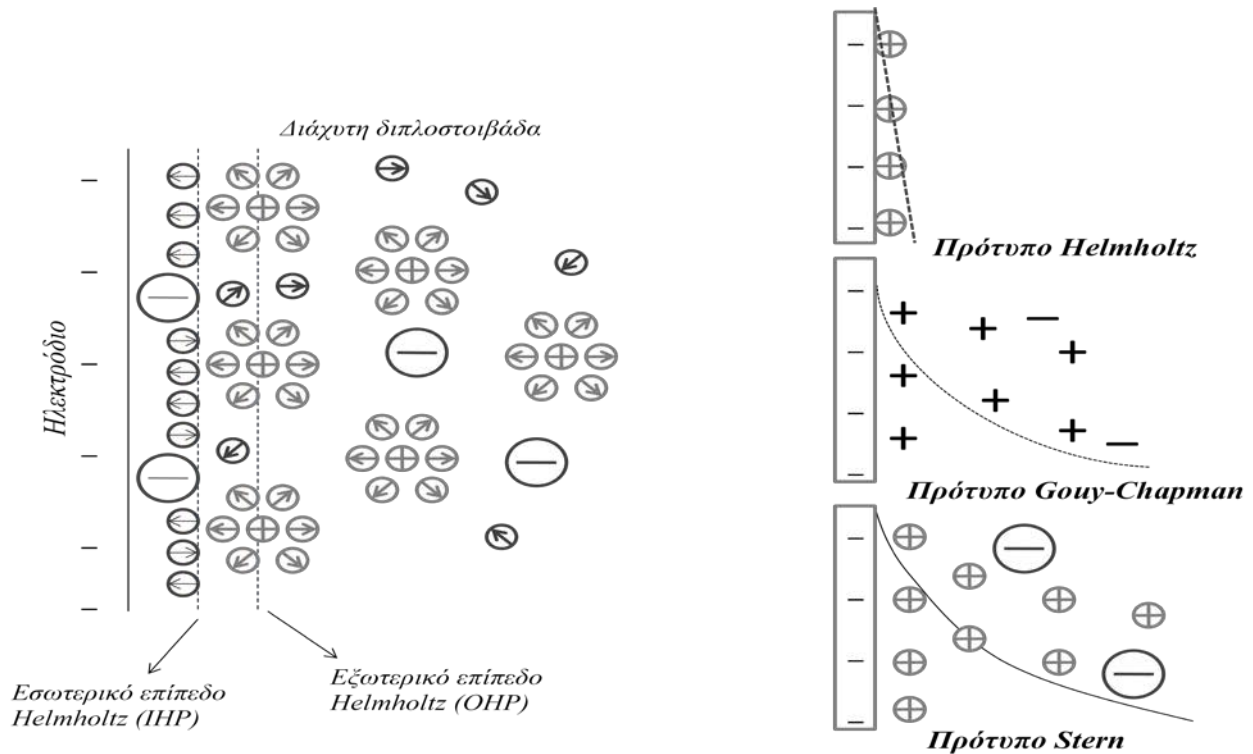 Διάχυτη διπλοστοιβάδα
Ηλεκτρόδιο
Εσωτερικό επίπεδο
Helmholtz (IHP)
Εξωτερικό επίπεδο
Helmholtz (OHP)
Πρότυπο Helmholtz
Πρότυπο Gouy-Chapman
Πρότυπο Stern